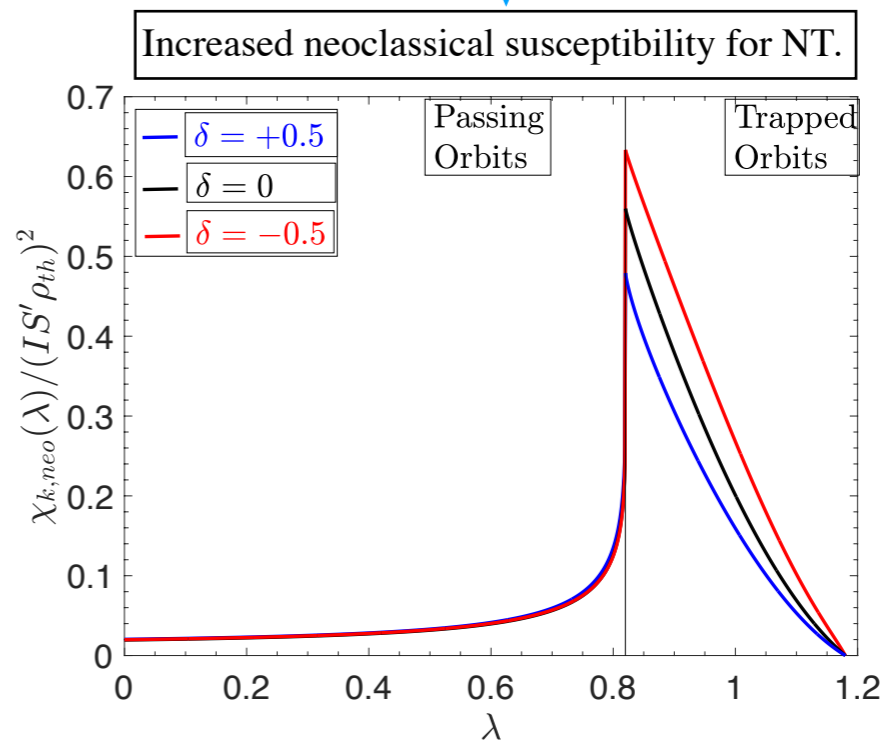 Increased neoclassical susceptibility for NT.
0.7
0.6
0.5
0.4
0.3
0.2
0.1
0
χ_{k,neo}(λ)/(IS′ρ_{th})²
δ = +0.5
δ = 0
δ = −0.5
Passing
Orbits
Trapped
Orbits
0 0.2 0.4 0.6 0.8 1 1.2
λ